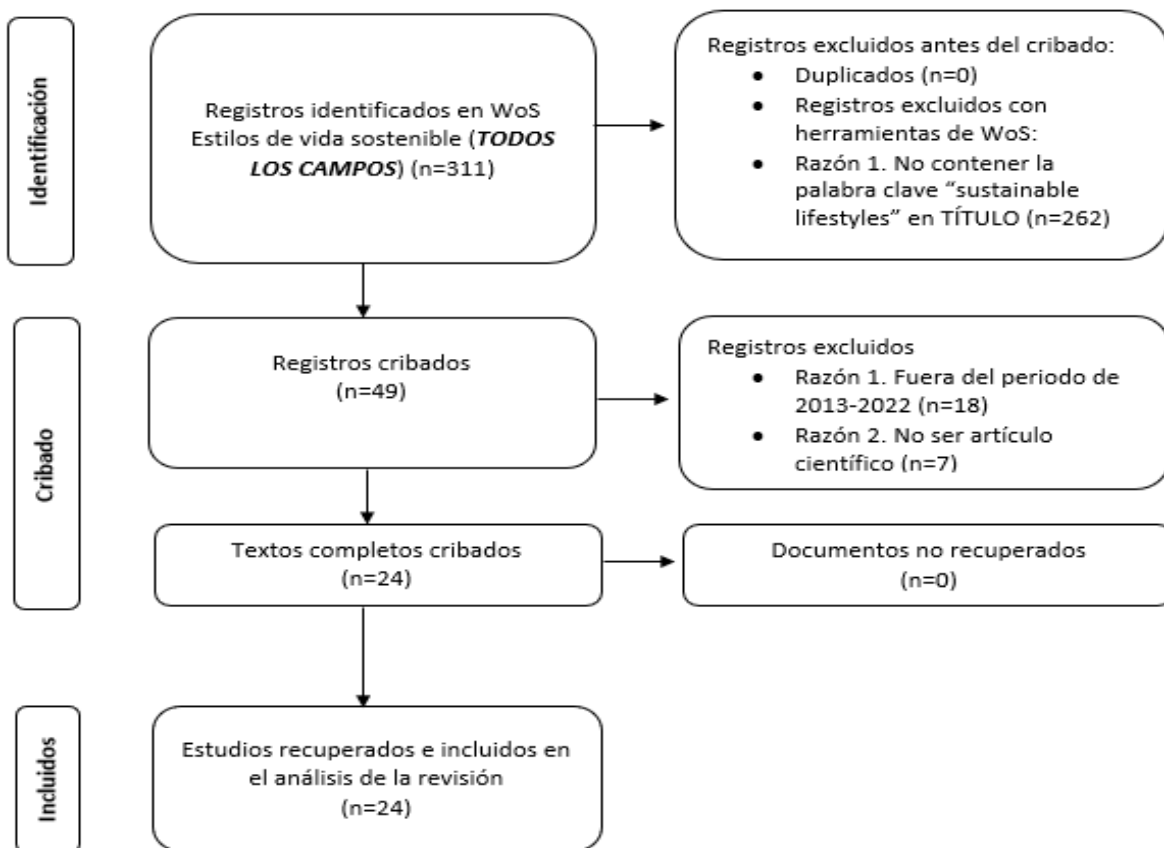 Identificación
Registros identificados en WoS
Estilos de vida sostenible (TODOS
LOS CAMPOS) (n=311)
Registros excluidos antes del cribado:
• Duplicados (n=0)
• Registros excluidos con
herramientas de WoS:
• Razón 1. No contener la
palabra clave “sustainable
lifestyles” en TÍTULO (n=262)
Cribado
Registros cribados
(n=49)
Registros excluidos
• Razón 1. Fuera del periodo de
2013-2022 (n=18)
• Razón 2. No ser artículo
científico (n=7)
Textos completos cribados
(n=24)
Documentos no recuperados
(n=0)
Incluidos
Estudios recuperados e incluidos en
el análisis de la revisión
(n=24)